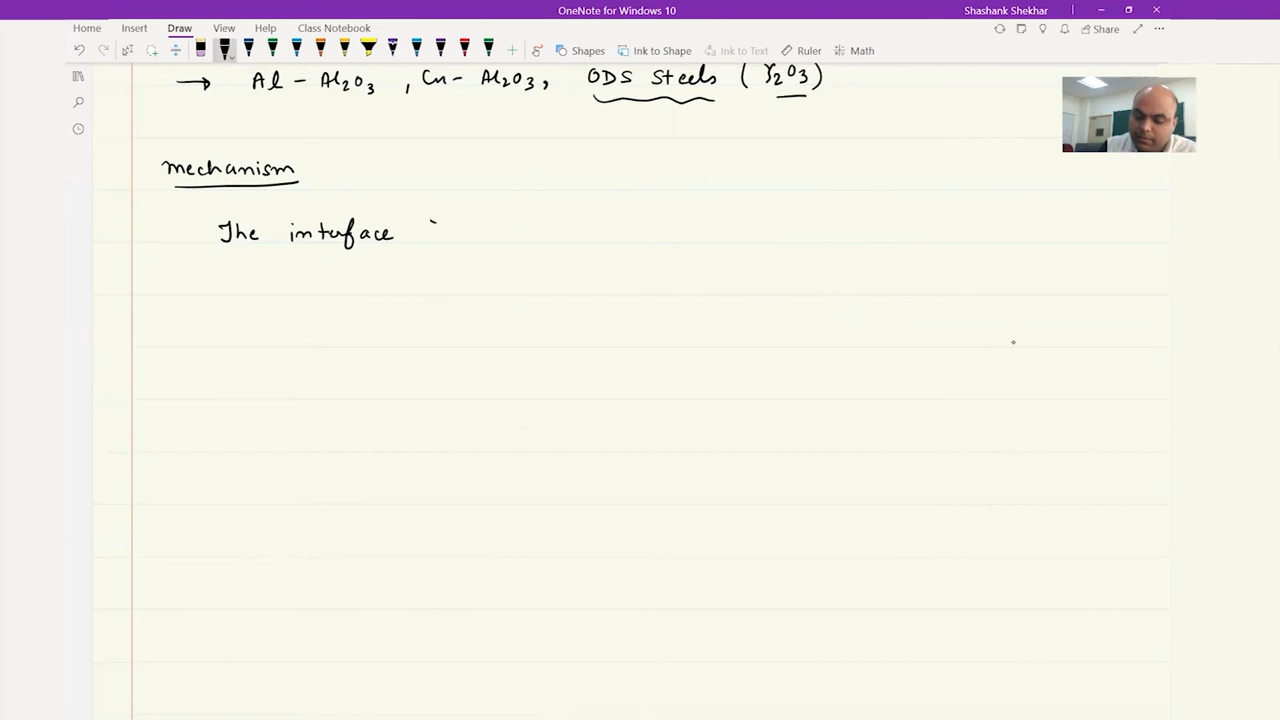 OneNote for Windows 10
Shashank Shekhar
Home Insert Draw View Help Class Notebook
Share
Shapes Ink to Shape Ink to Text Ruler Math
→ Al - Al2O3, Cu - Al2O3, ODS Steels (Y2O3)
Mechanism
The interface